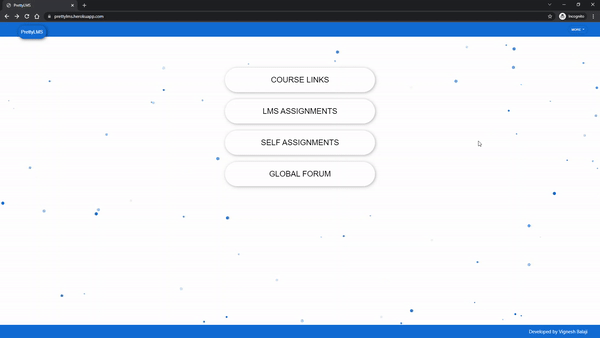 PrettyLMS
prettylms.herokuapp.com
Incognito
PrettyLMS
MORE
COURSE LINKS
LMS ASSIGNMENTS
SELF ASSIGNMENTS
GLOBAL FORUM
Developed by Vignesh Balaji